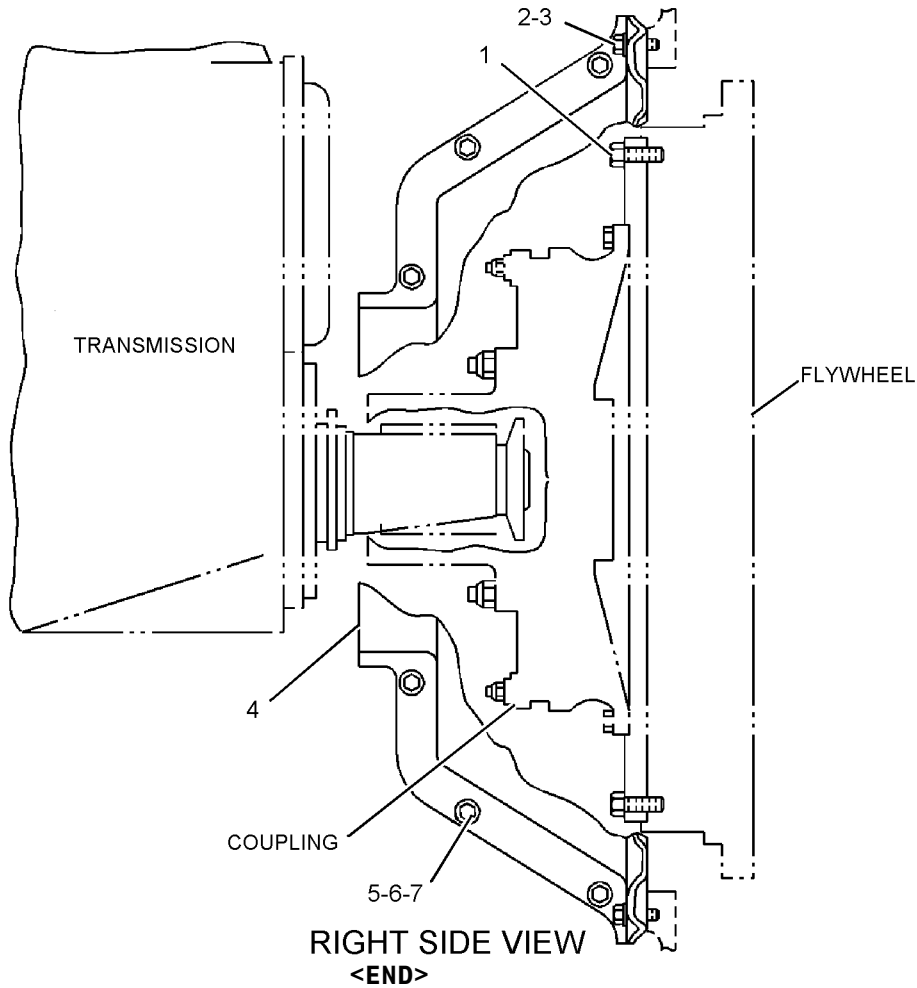 2-3
1
TRANSMISSION
FLYWHEEL
4
COUPLING
5-6-7
RIGHT SIDE VIEW
<END>